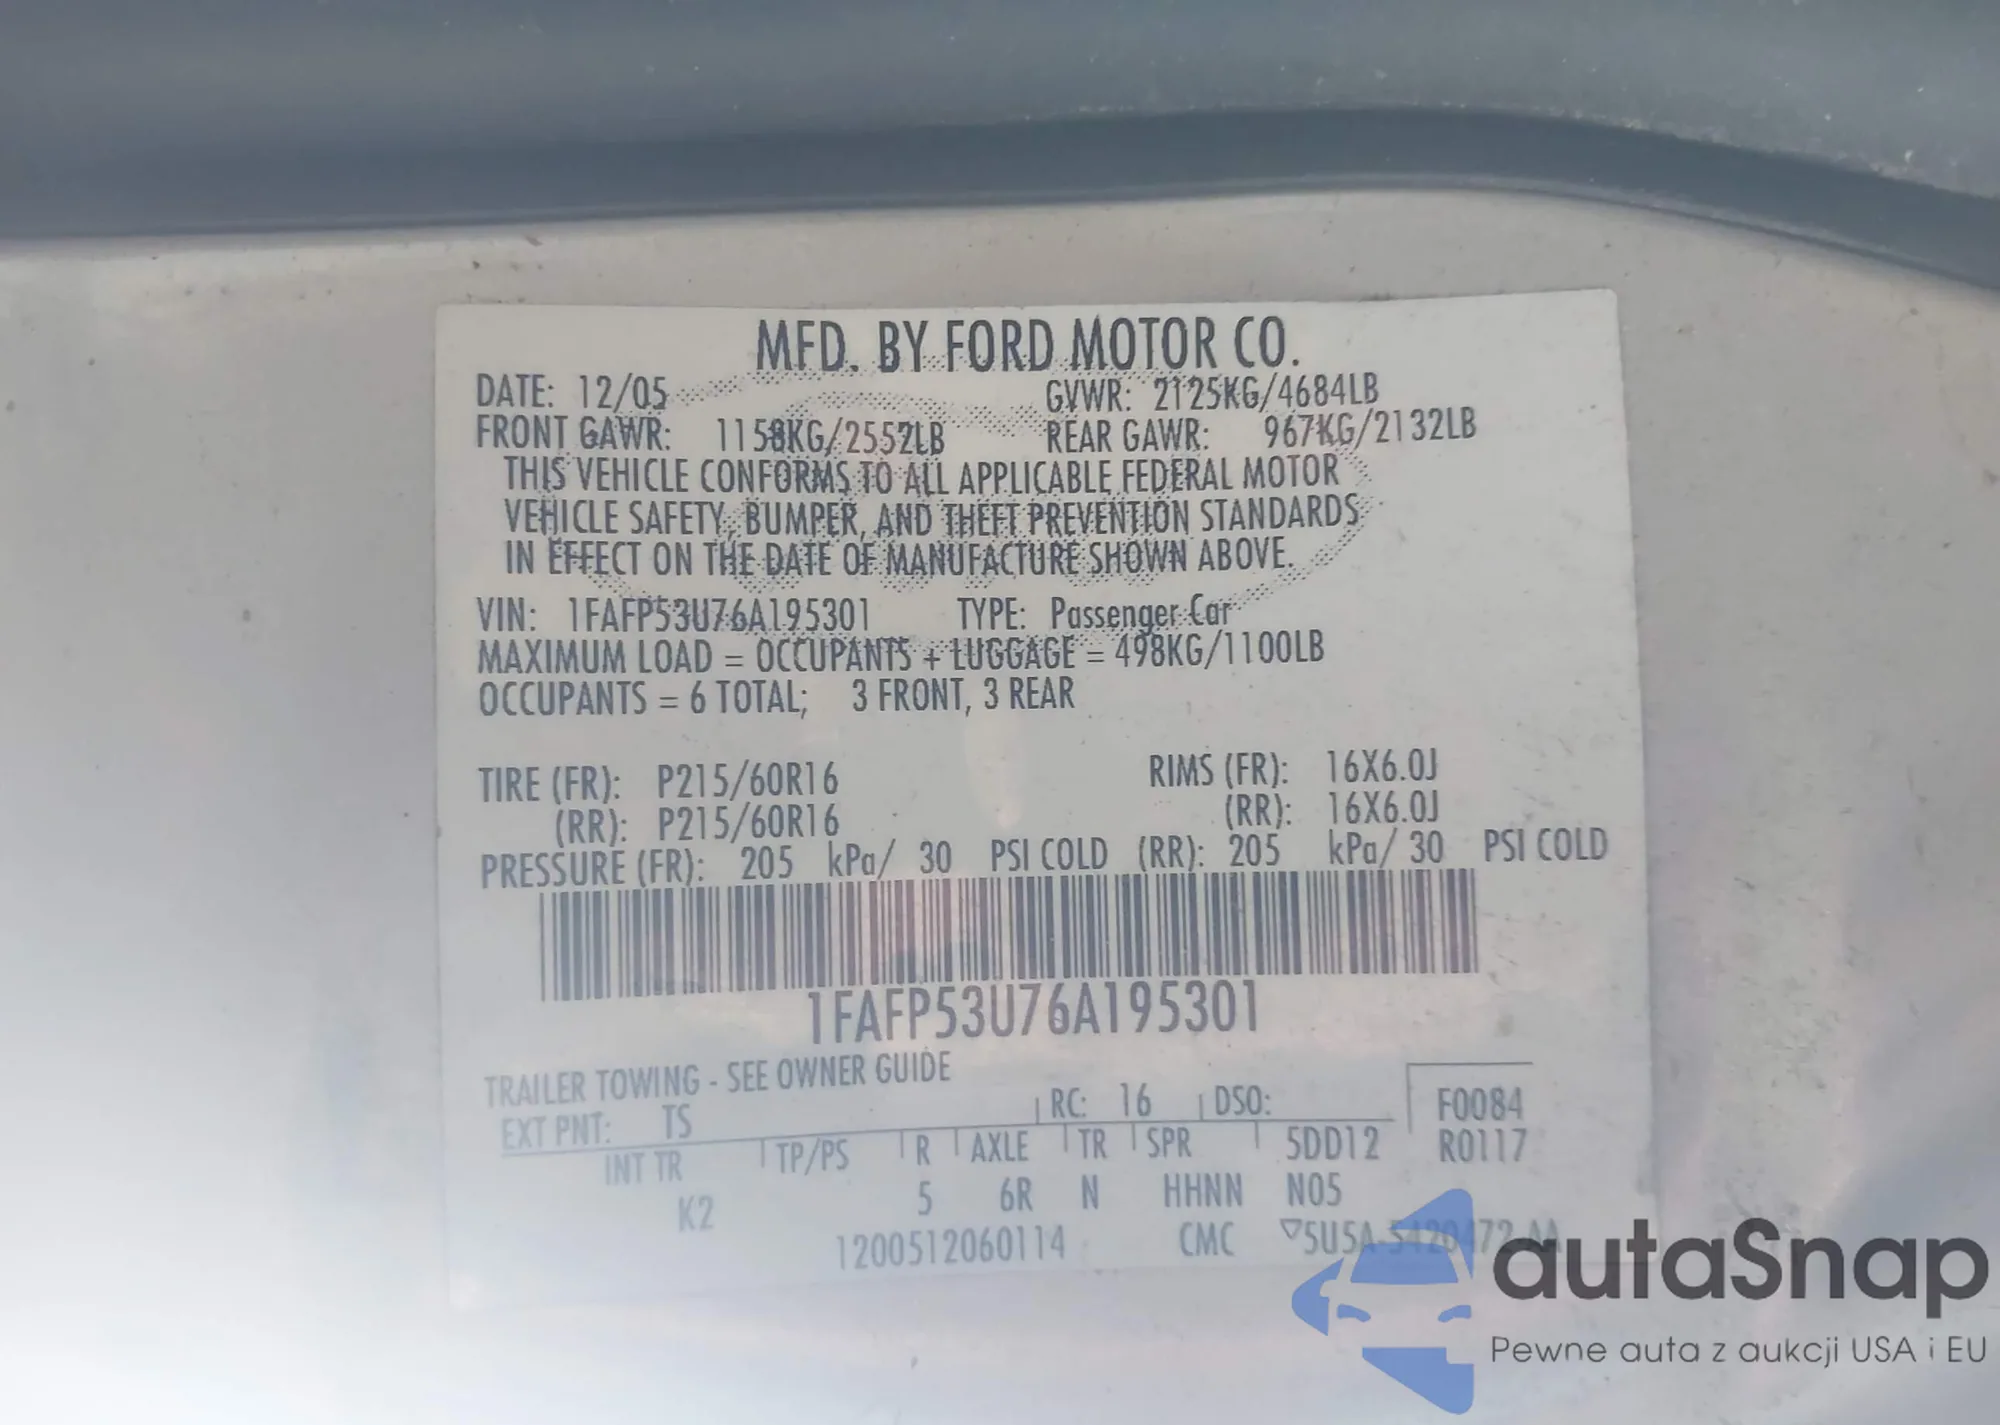 MFD. BY FORD MOTOR CO.
DATE: 12/05 GVWR: 2125KG/4684LB
FRONT GAWR: 1158KG/2552LB REAR GAWR: 967KG/2132LB
THIS VEHICLE CONFORMS TO ALL APPLICABLE FEDERAL MOTOR
VEHICLE SAFETY, BUMPER, AND THEFT PREVENTION STANDARDS
IN EFFECT ON THE DATE OF MANUFACTURE SHOWN ABOVE.
VIN: 1FAFP53U76A195301 TYPE: Passenger Car
MAXIMUM LOAD = OCCUPANTS + LUGGAGE = 498KG/1100LB
OCCUPANTS = 6 TOTAL; 3 FRONT, 3 REAR
TIRE (FR): P215/60R16 RIMS (FR): 16X6.0J
(RR): P215/60R16 (RR): 16X6.0J
PRESSURE (FR): 205 kPa/ 30 PSI COLD (RR): 205 kPa/ 30 PSI COLD
1FAFP53U76A195301
TRAILER TOWING - SEE OWNER GUIDE
EXT PNT: TS RC: 16 DSO: F0084
INT TR TP/PS R AXLE TR SPR 5DD12 R0117
K2 5 6R N HHNN N05
1200512060114 CMC ▽5U5A-5420472-AA
autaSnap
Pewne auta z aukcji USA i EU